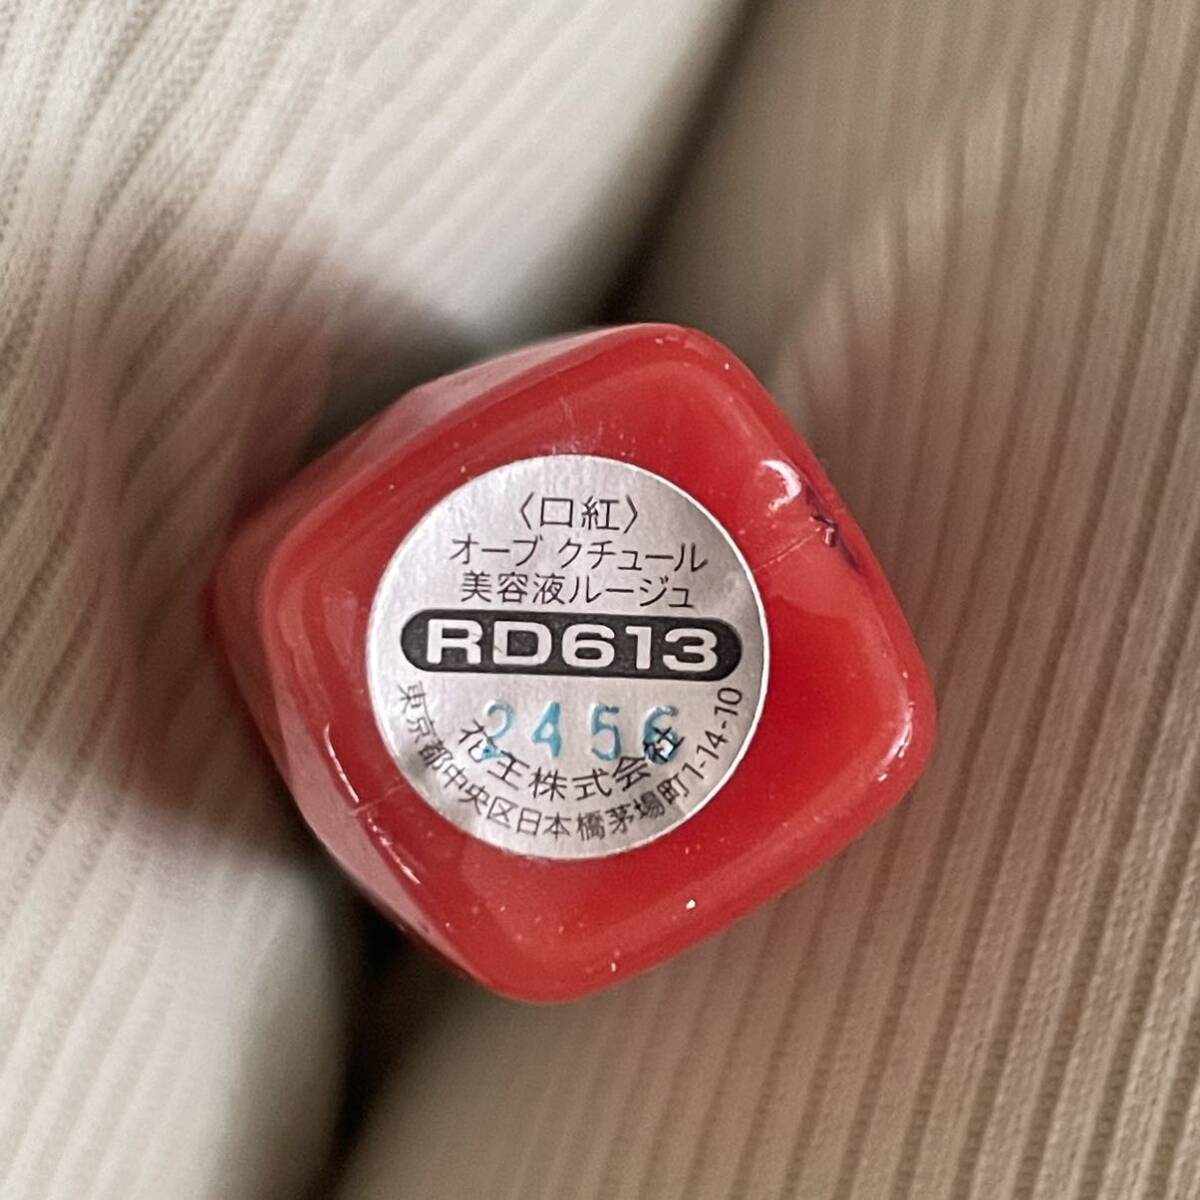 〈口紅〉
オーブ クチュール
美容液ルージュ
RD613
2456
花王株式会社
東京都中央区日本橋茅場町1-14-10